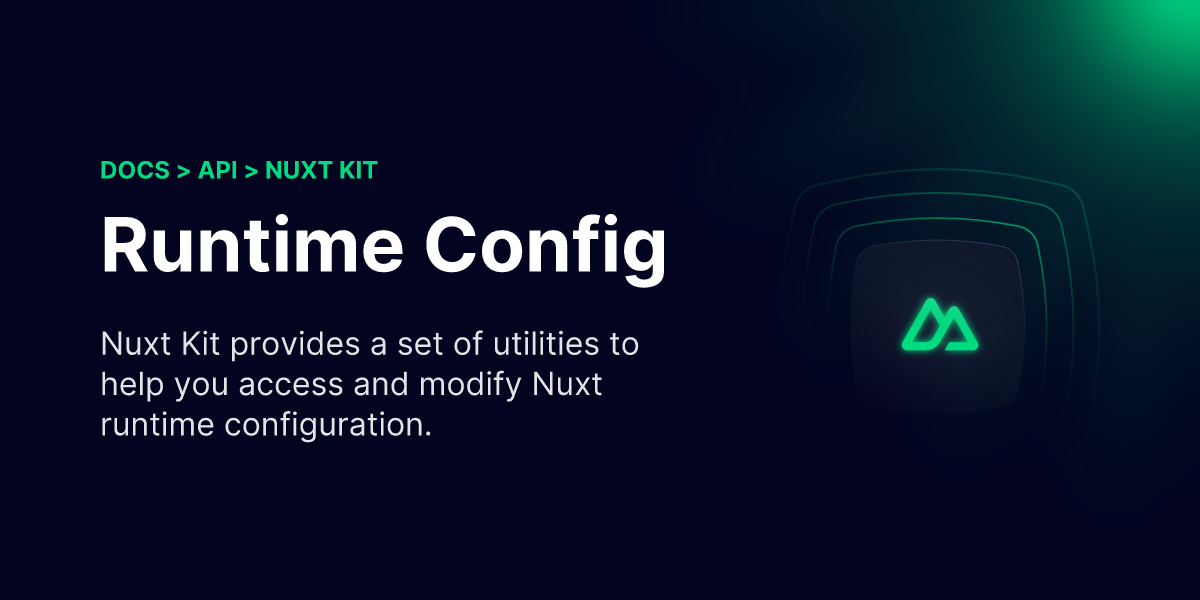 DOCS > API > NUXT KIT
Runtime Config
Nuxt Kit provides a set of utilities to
help you access and modify Nuxt
runtime configuration.